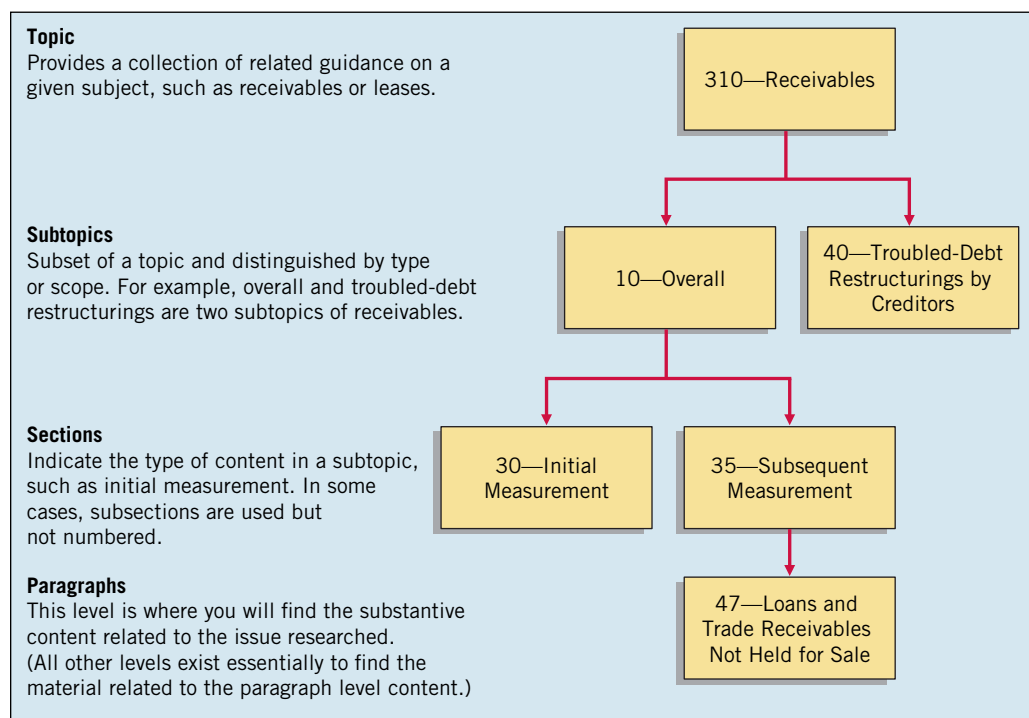 Topic
Provides a collection of related guidance on a
given subject, such as receivables or leases.
310—Receivables
Subtopics
Subset of a topic and distinguished by type
or scope. For example, overall and troubled-debt
restructurings are two subtopics of receivables.
10—Overall
40—Troubled-Debt
Restructurings by
Creditors
Sections
Indicate the type of content in a subtopic,
such as initial measurement. In some
cases, subsections are used but
not numbered.
30—Initial
Measurement
35—Subsequent
Measurement
Paragraphs
This level is where you will find the substantive
content related to the issue researched.
(All other levels exist essentially to find the
material related to the paragraph level content.)
47—Loans and
Trade Receivables
Not Held for Sale